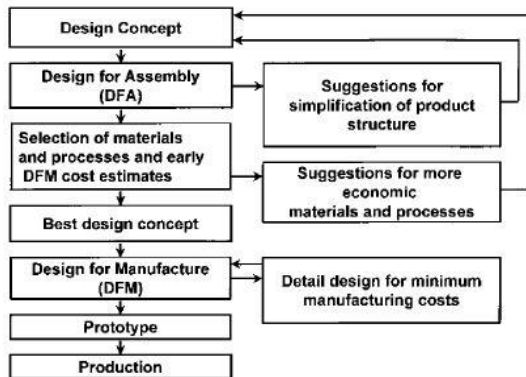 Design Concept
Design for Assembly
(DFA)
Suggestions for
simplification of product
structure
Selection of materials
and processes and early
DFM cost estimates
Suggestions for more
economic
materials and processes
Best design concept
Design for Manufacture
(DFM)
Detail design for minimum
manufacturing costs
Prototype
Production